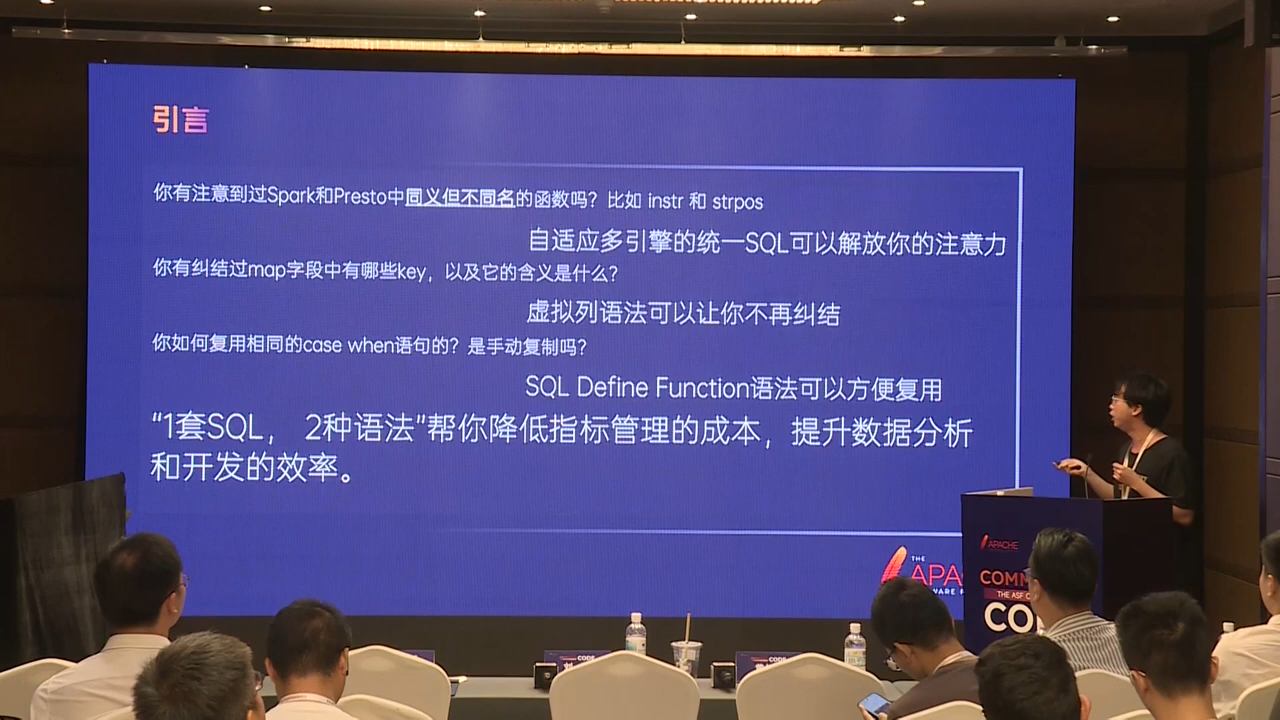 引言
你有注意到过Spark和Presto中同义但不同名的函数吗？比如 instr 和 strpos
自适应多引擎的统一SQL可以解放你的注意力
你有纠结过map字段中有哪些key，以及它的含义是什么？
虚拟列语法可以让你不再纠结
你如何复用相同的case when语句的？是手动复制吗？
SQL Define Function语法可以方便复用
“1套SQL， 2种语法”帮你降低指标管理的成本，提升数据分析
和开发的效率。
THE
APA
WARE F
APACHE
COMM
THE ASF C
CO
CODE